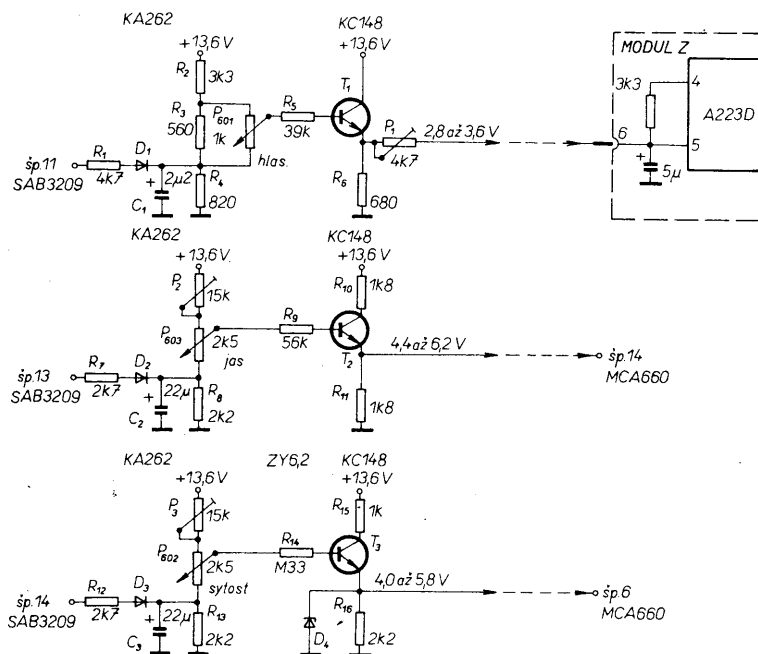 KA262
KC148
+13,6 V
+13,6 V
MODUL Z
R2
3k3
R3
560
P601
1k
R5
39k
T1
P1
4k7
2,8 až 3,6 V
6
3k3
4
A223D
5
+
5µ
šp.11
SAB3209
R1
4k7
D1
+
2µ2
C1
hlas.
R4
820
R6
680
KA262
KC148
+13,6 V
+13,6 V
P2
15k
R10
1k8
P603
2k5
jas
R9
56k
T2
4,4 až 6,2 V
šp.14
MCA660
šp.13
SAB3209
R7
2k7
D2
+
22µ
C2
R8
2k2
R11
1k8
KA262
ZY6,2
KC148
+13,6 V
+13,6 V
P3
15k
R15
1k
P602
2k5
sytost
R14
M33
T3
4,0 až 5,8 V
šp.6
MCA660
šp.14
SAB3209
R12
2k7
D3
+
22µ
C3
R13
2k2
D4
R16
2k2